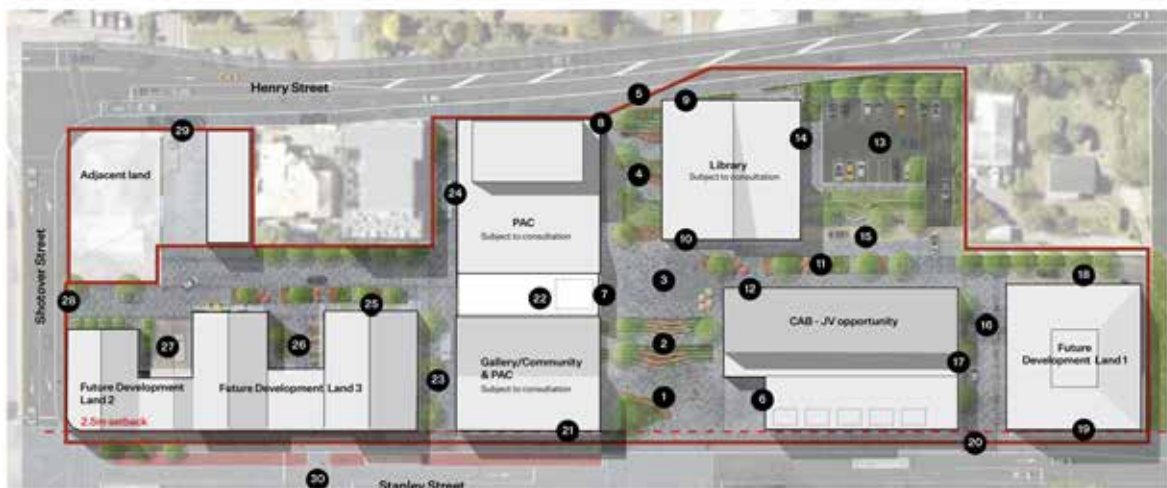 Henry Street
29
5
9
8
Adjacent land
14
13
Library
Subject to consultation
4
24
PAC
Subject to consultation
Shotover Street
10
15
11
3
18
28
22
7
12
25
CAB - JV opportunity
16
27
26
2
17
Gallery/Community
& PAC
Subject to consultation
Future
Development Land 1
Future Development
Land 2
Future Development Land 3
23
1
6
2.5m setback
21
19
20
30
Stanley Street